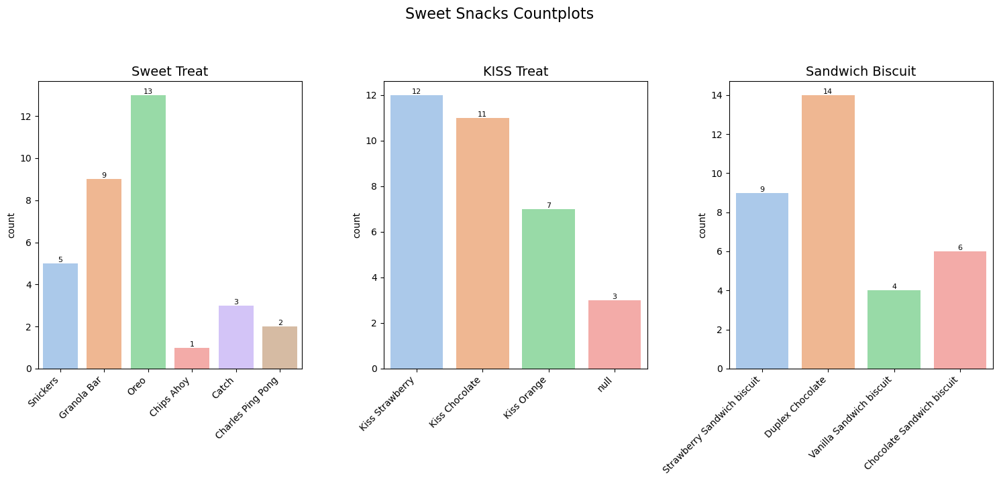 Sweet Snacks Countplots
Sweet Treat
count
0
2
4
6
8
10
12
5
9
13
1
3
2
Snickers
Granola Bar
Oreo
Chips Ahoy
Catch
Charles Ping Pong
KISS Treat
count
0
2
4
6
8
10
12
12
11
7
3
Kiss Strawberry
Kiss Chocolate
Kiss Orange
null
Sandwich Biscuit
count
0
2
4
6
8
10
12
14
9
14
4
6
Strawberry Sandwich biscuit
Duplex Chocolate
Vanilla Sandwich biscuit
Chocolate Sandwich biscuit